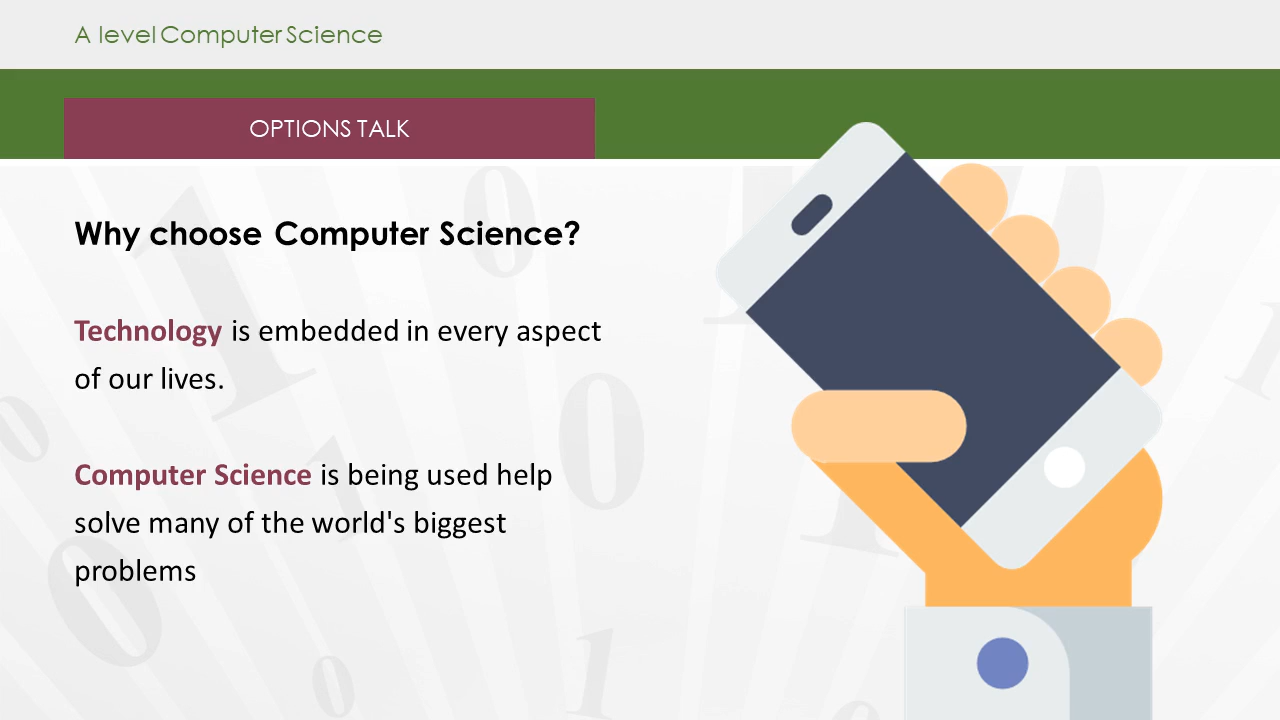 A level Computer Science
OPTIONS TALK
Why choose Computer Science?
Technology is embedded in every aspect
of our lives.
Computer Science is being used help
solve many of the world's biggest
problems